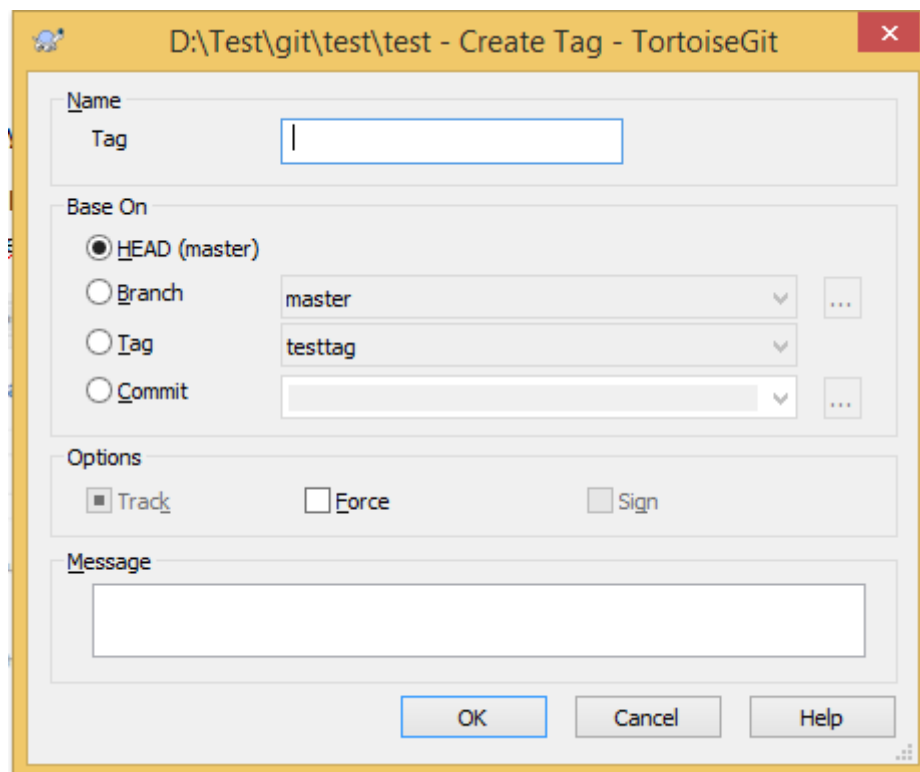 D:\Test\git\test\test - Create Tag - TortoiseGit
Name
Tag
Base On
HEAD (master)
Branch master ...
Tag testtag
Commit ...
Options
Track Force Sign
Message
OK Cancel Help